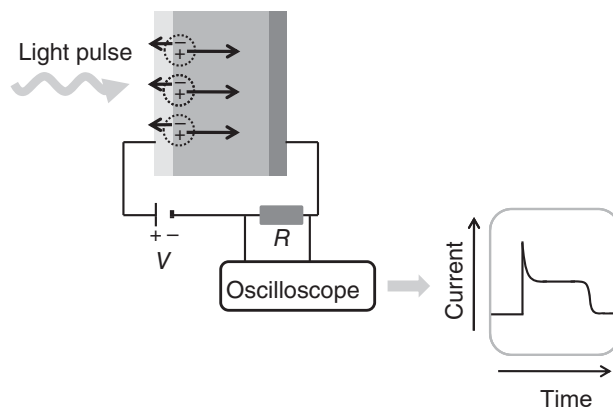 Light pulse
− +
− +
− +
+ −
V
R
Oscilloscope
Current
Time